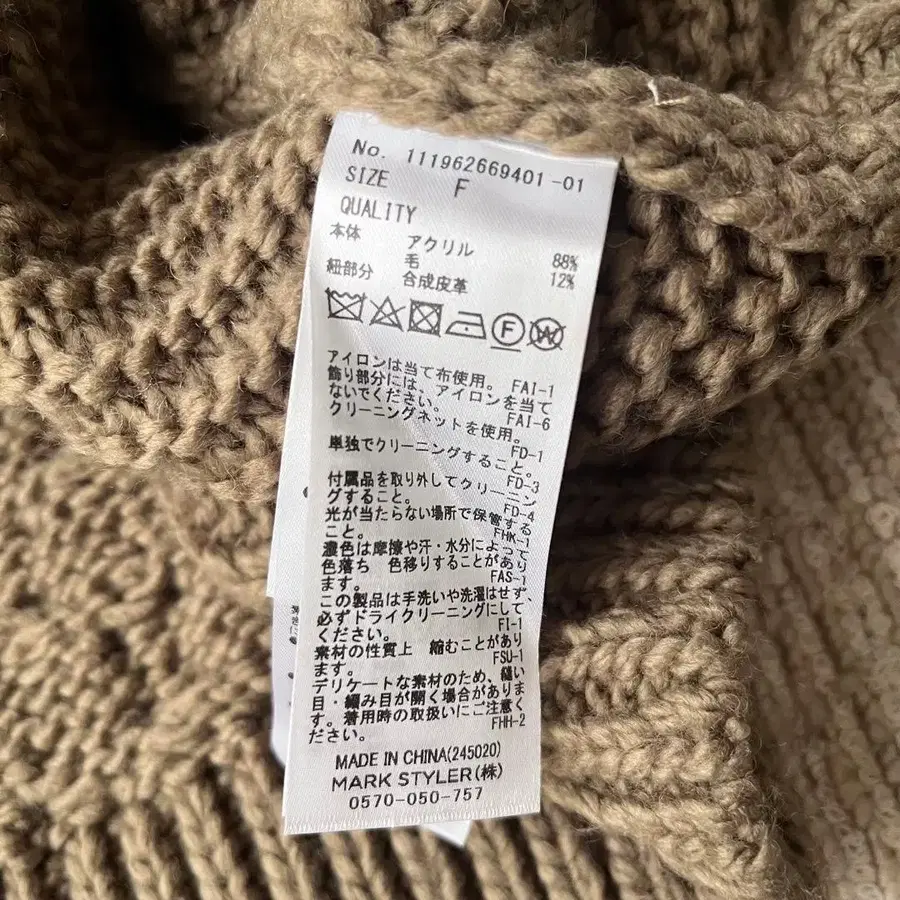 No. 111962669401-01
SIZE F
QUALITY
本体 アクリル 88%
毛 12%
紐部分 合成皮革
F
W
アイロンは当て布使用。 FAI-1
飾り部分には、アイロンを当て
ないでください。 FAI-6
クリーニングネットを使用。
FD-1
単独でクリーニングすること。
FD-3
付属品を取り外してクリーニン
グすること。 FD-4
光が当たらない場所で保管する
こと。 FHK-1
濃色は摩擦や汗・水分によって
色落ち 色移りすることがあり
ます。 FAS-1
この製品は手洗いや洗濯はせず、
必ずドライクリーニングにして
ください。 FI-1
素材の性質上 縮むことがあり
ます。 FSU-1
デリケートな素材のため、縫い
目・編み目が開く場合がありま
す。着用時の取扱いにご注意く
ださい。 FHH-2
MADE IN CHINA(245020)
MARK STYLER(株)
0570-050-757